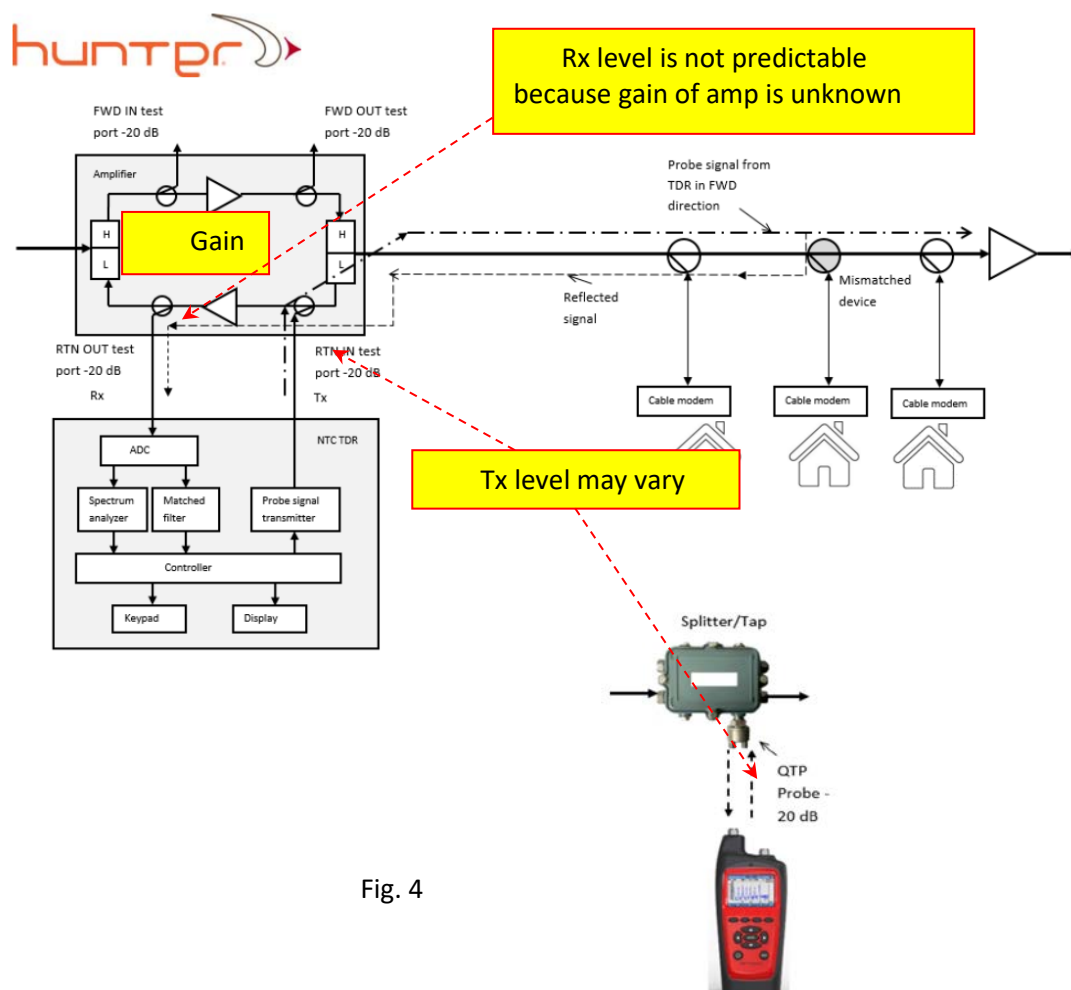 hunter
Rx level is not predictable
because gain of amp is unknown
FWD IN test
port -20 dB
FWD OUT test
port -20 dB
Amplifier
Probe signal from
TDR in FWD
direction
H
L
Gain
H
L
Mismatched
device
Reflected
signal
RTN OUT test
port -20 dB
Rx
RTN IN test
port -20 dB
Tx
Cable modem
Cable modem
Cable modem
NTC TDR
ADC
Tx level may vary
Spectrum
analyzer
Matched
filter
Probe signal
transmitter
Controller
Keypad
Display
Splitter/Tap
QTP
Probe -
20 dB
Fig. 4